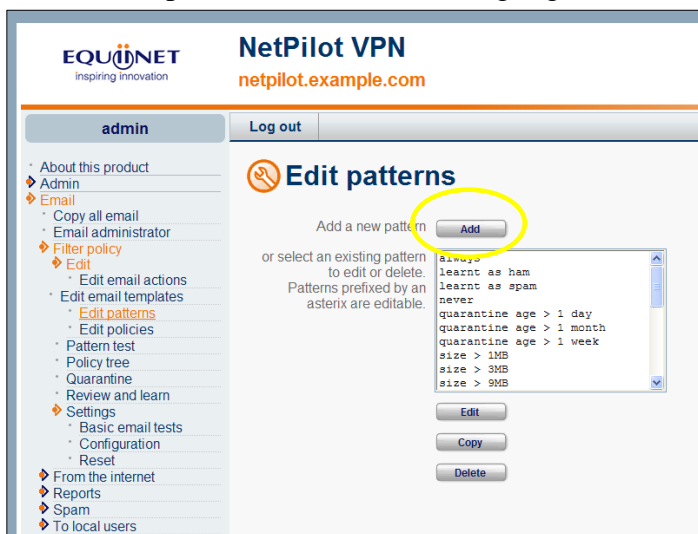 EQUiiNET
inspiring innovation
NetPilot VPN
netpilot.example.com
admin
Log out
About this product
Admin
Email
Copy all email
Email administrator
Filter policy
Edit
Edit email actions
Edit email templates
Edit patterns
Edit policies
Pattern test
Policy tree
Quarantine
Review and learn
Settings
Basic email tests
Configuration
Reset
From the internet
Reports
Spam
To local users
Edit patterns
Add a new pattern
Add
or select an existing pattern
to edit or delete.
Patterns prefixed by an
asterix are editable.
always
learnt as ham
learnt as spam
never
quarantine age > 1 day
quarantine age > 1 month
quarantine age > 1 week
size > 1MB
size > 3MB
size > 9MB
Edit
Copy
Delete